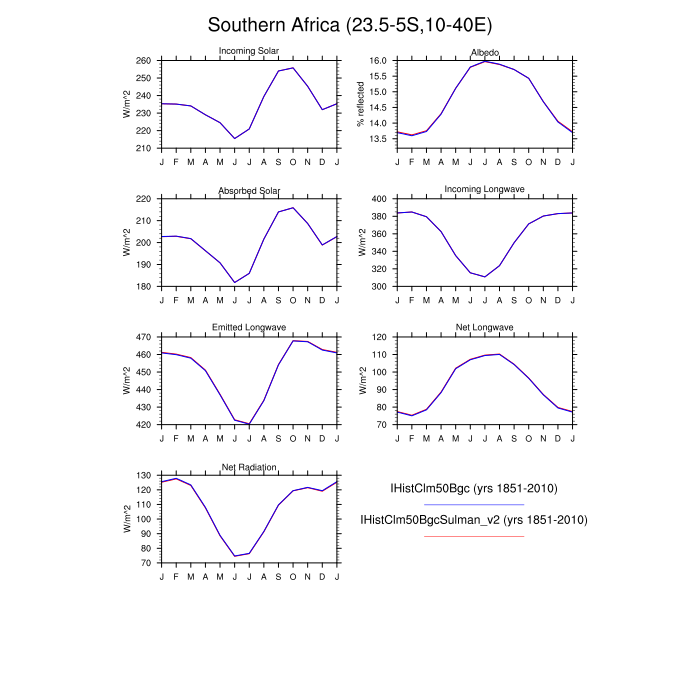 Southern Africa (23.5-5S,10-40E)
Incoming Solar
W/m^2
260
250
240
230
220
210
J F M A M J J A S O N D J
Albedo
% reflected
16.0
15.5
15.0
14.5
14.0
13.5
J F M A M J J A S O N D J
Absorbed Solar
W/m^2
220
210
200
190
180
J F M A M J J A S O N D J
Incoming Longwave
W/m^2
400
380
360
340
320
300
J F M A M J J A S O N D J
Emitted Longwave
W/m^2
470
460
450
440
430
420
J F M A M J J A S O N D J
Net Longwave
W/m^2
120
110
100
90
80
70
J F M A M J J A S O N D J
Net Radiation
W/m^2
130
120
110
100
90
80
70
J F M A M J J A S O N D J
IHistClm50Bgc (yrs 1851-2010)
IHistClm50BgcSulman_v2 (yrs 1851-2010)